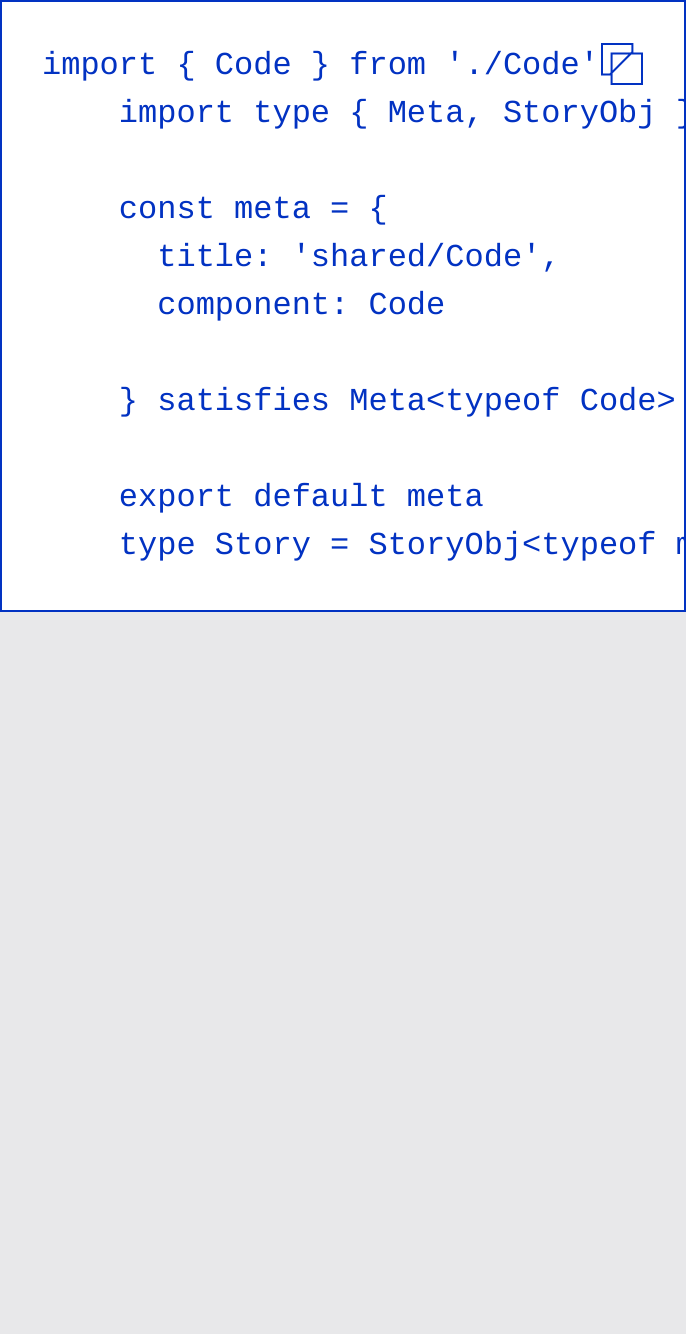 import { Code } from './Code'
import type { Meta, StoryObj }
const meta = {
title: 'shared/Code',
component: Code
} satisfies Meta<typeof Code>
export default meta
type Story = StoryObj<typeof